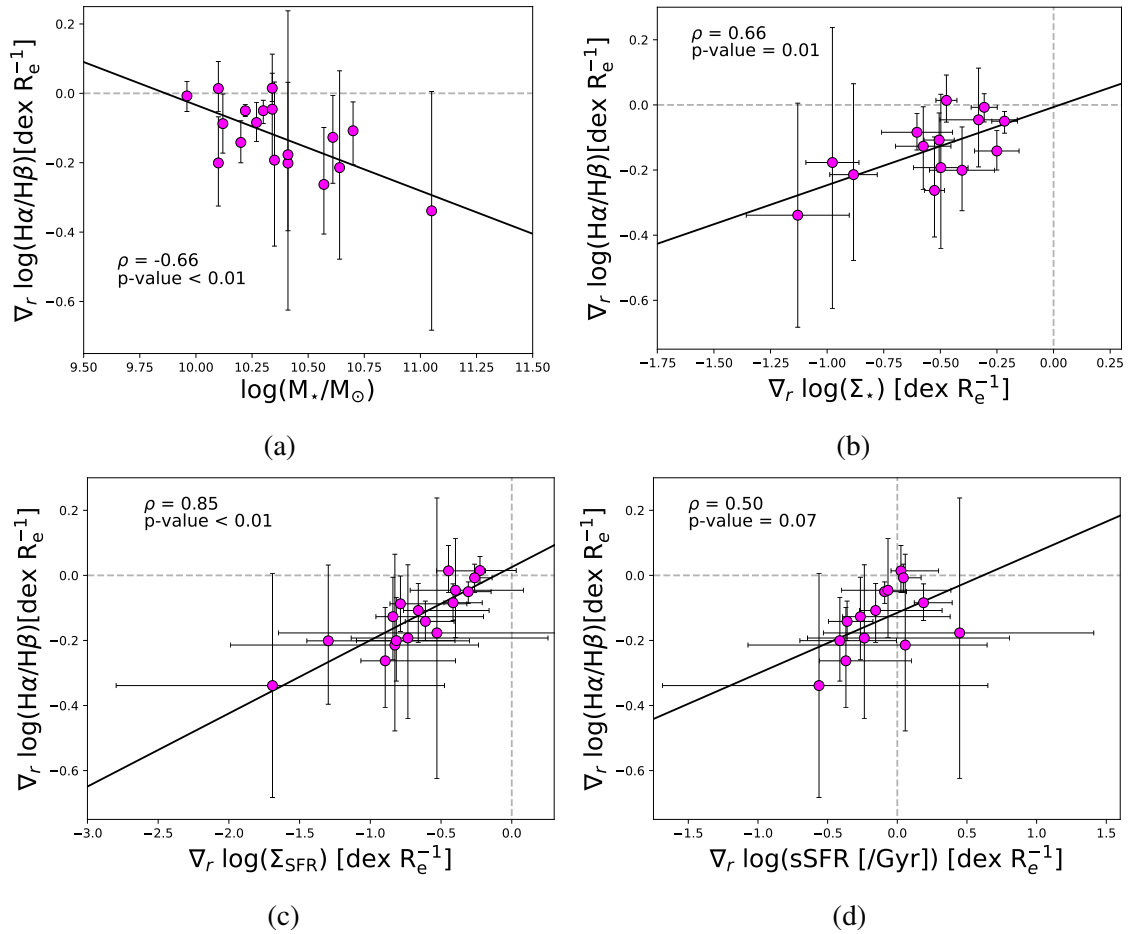 0.2
0.0
−0.2
−0.4
−0.6
∇r log(Hα/Hβ)[dex Re−1]
ρ = -0.66
p-value < 0.01
9.50 9.75 10.00 10.25 10.50 10.75 11.00 11.25 11.50
log(M⋆/M⊙)
(a)
0.2
0.0
−0.2
−0.4
−0.6
∇r log(Hα/Hβ)[dex Re−1]
ρ = 0.66
p-value = 0.01
−1.75 −1.50 −1.25 −1.00 −0.75 −0.50 −0.25 0.00 0.25
∇r log(Σ⋆) [dex Re−1]
(b)
0.2
0.0
−0.2
−0.4
−0.6
∇r log(Hα/Hβ)[dex Re−1]
ρ = 0.85
p-value < 0.01
−3.0 −2.5 −2.0 −1.5 −1.0 −0.5 0.0
∇r log(ΣSFR) [dex Re−1]
(c)
0.2
0.0
−0.2
−0.4
−0.6
∇r log(Hα/Hβ)[dex Re−1]
ρ = 0.50
p-value = 0.07
−1.5 −1.0 −0.5 0.0 0.5 1.0 1.5
∇r log(sSFR [/Gyr]) [dex Re−1]
(d)